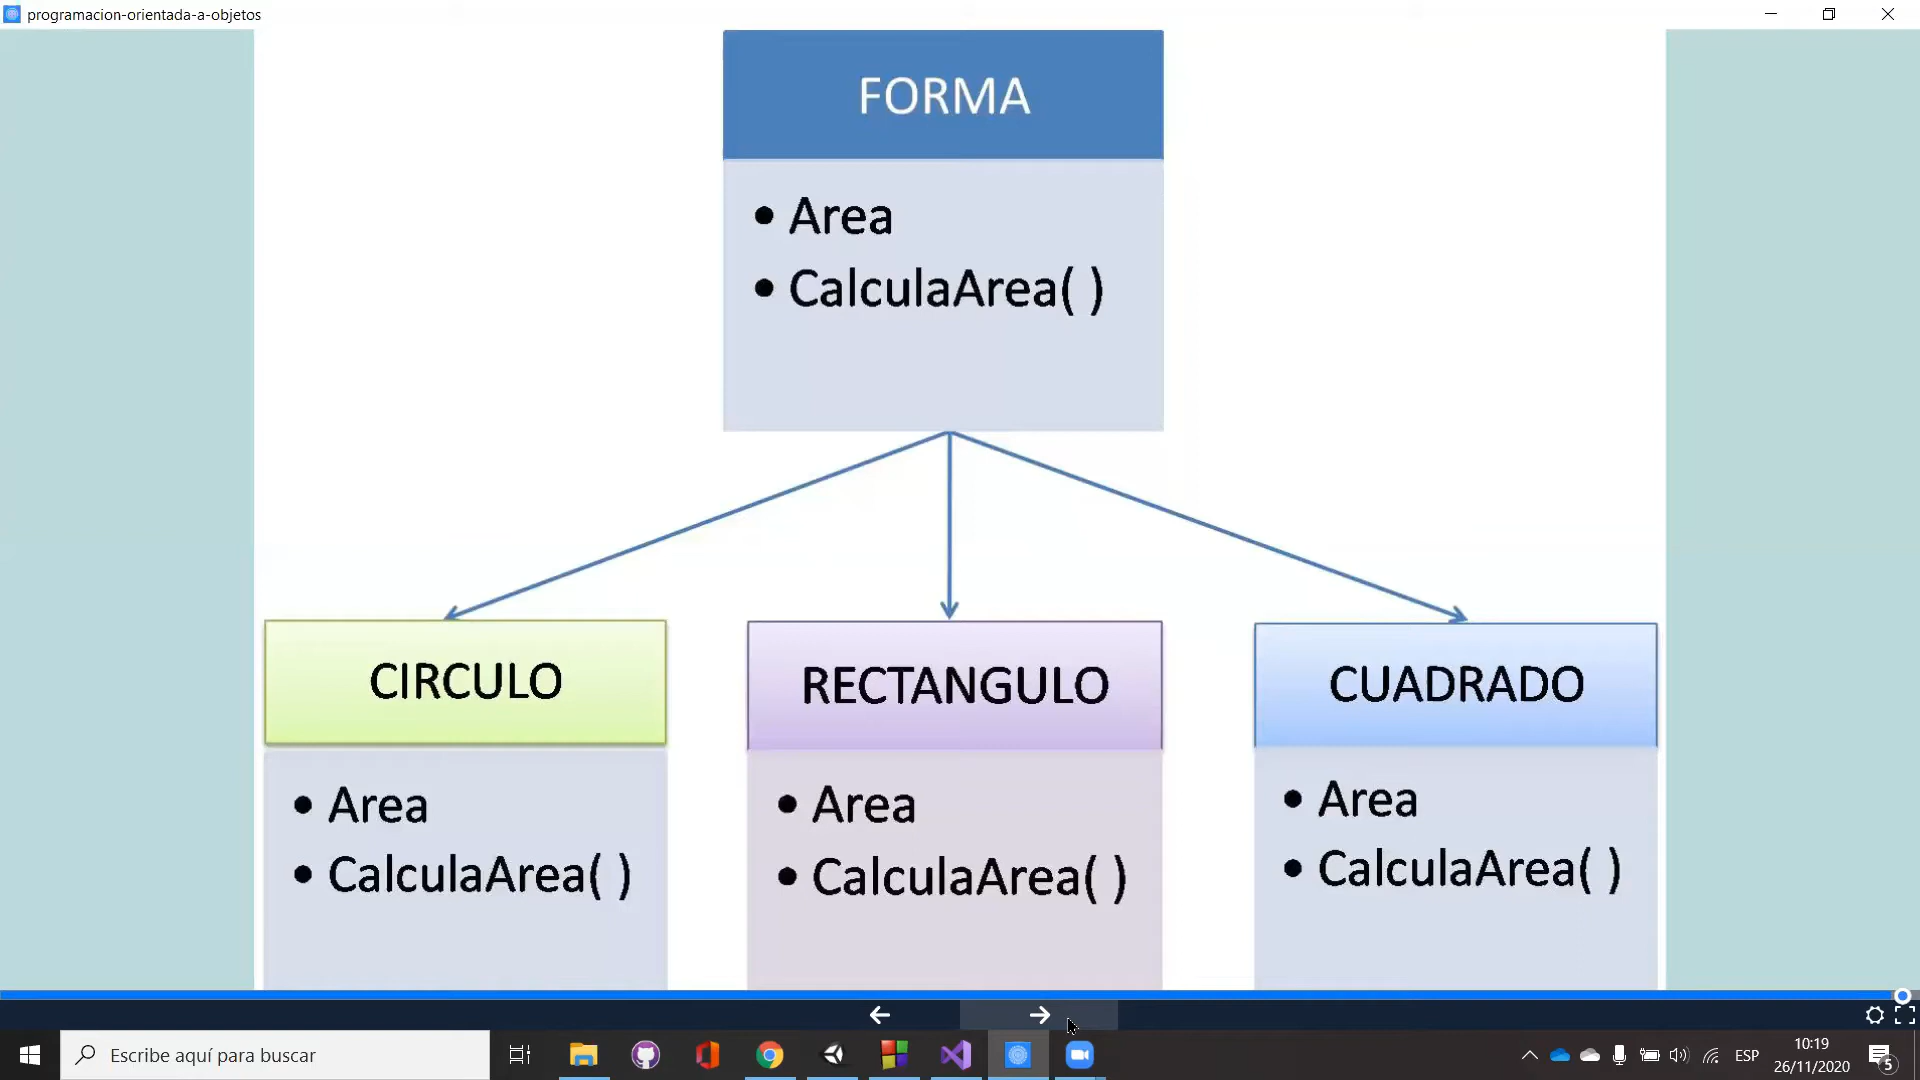 programacion-orientada-a-objetos
FORMA
• Area
• CalculaArea( )
CIRCULO
• Area
• CalculaArea( )
RECTANGULO
• Area
• CalculaArea( )
CUADRADO
• Area
• CalculaArea( )
Escribe aquí para buscar
ESP
10:19
26/11/2020
5